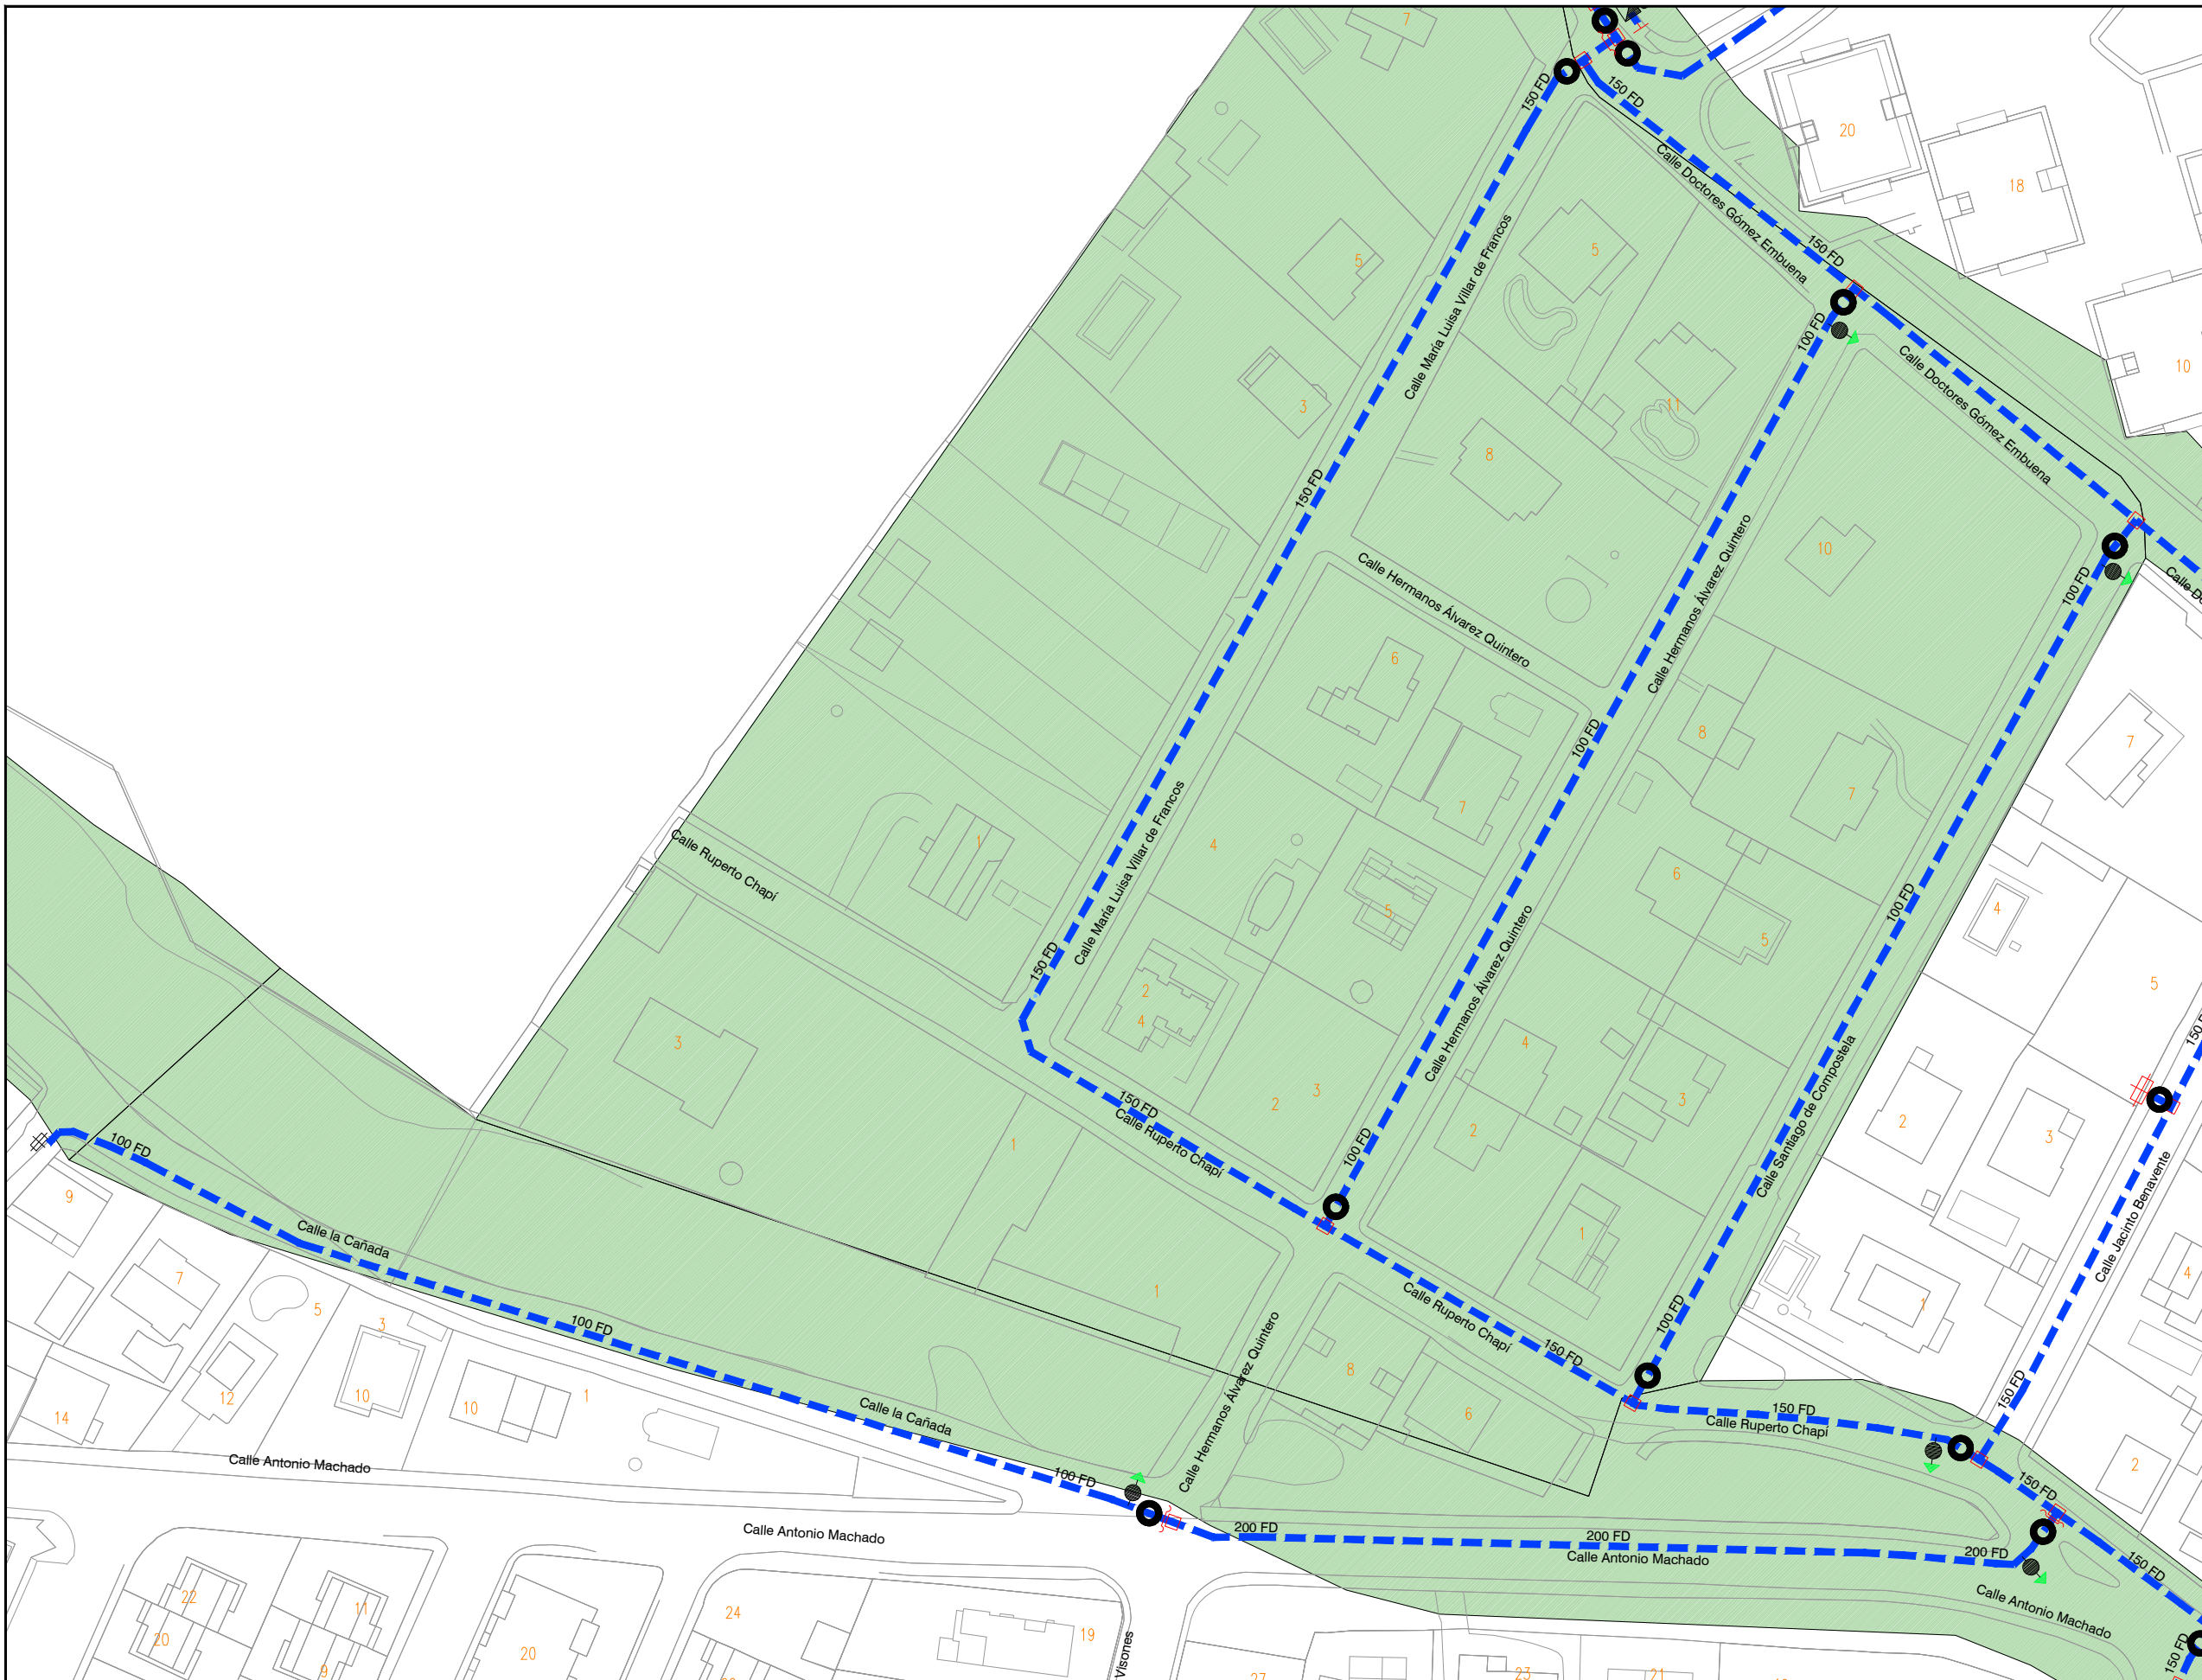 7
150 FD
150 FD
20
18
Calle Doctores Gómez Embuena
5
5
150 FD
Calle María Luisa Villar de Francos
100 FD
10
3
11
Calle Doctores Gómez Embuena
8
150 FD
10
Calle Hermanos Álvarez Quintero
Calle Hermanos Álvarez Quintero
100 FD
6
8
100 FD
7
7
7
4
1
Calle Ruperto Chapí
Calle María Luisa Villar de Francos
6
5
100 FD
4
5
150 FD
2
4
Calle Hermanos Álvarez Quintero
5
3
4
2
3
3
150 FD
Calle Ruperto Chapí
1
2
2
3
Calle Santiago de Compostela
100 FD
100 FD
9
Calle la Cañada
1
Calle Jacinto Benavente
7
5
3
100 FD
1
Calle Ruperto Chapí
100 FD
1
4
150 FD
8
Calle Hermanos Álvarez Quintero
12
10
10
1
14
6
150 FD
Calle Ruperto Chapí
150 FD
Calle la Cañada
Calle Antonio Machado
100 FD
2
150 FD
Calle Antonio Machado
200 FD
200 FD
Calle Antonio Machado
200 FD
150 FD
Calle Antonio Machado
22
11
24
20
9
20
19
Visones
150 FD
27
23
21